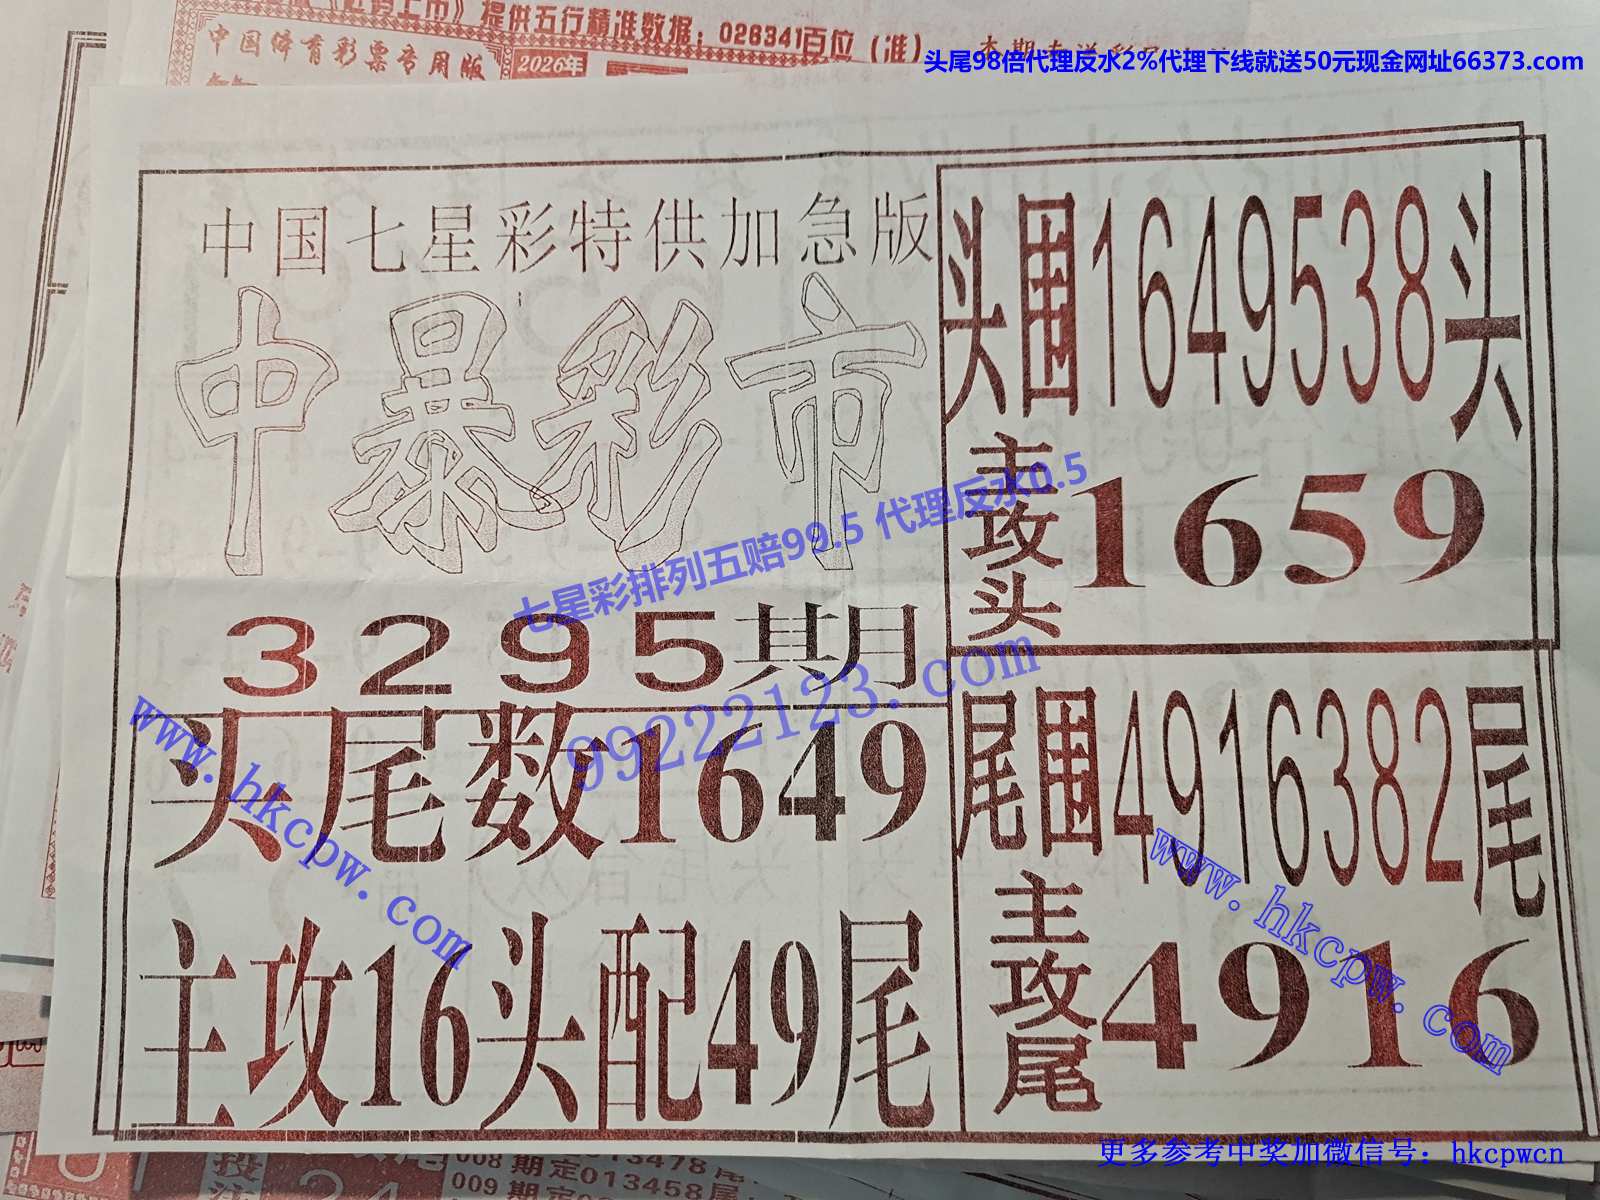 》提供五行精准数据：026341百位（准）
头尾98倍代理反水2%代理下线就送50元现金网址66373.com
中国体育彩票专用版
2026年
中国七星彩特供加急版
中暴彩市
3295期
头尾数1649
主攻16头配49尾
头围1649538头
主攻头1659
尾围4916382尾
主攻尾4916
七星彩排列五赔99.5 代理反水0.5
99222123.com
www.hkcpw.com
www.hkcpw.com
更多参考中奖加微信号：hkcpwcn
008期定013478尾
009期定013458尾